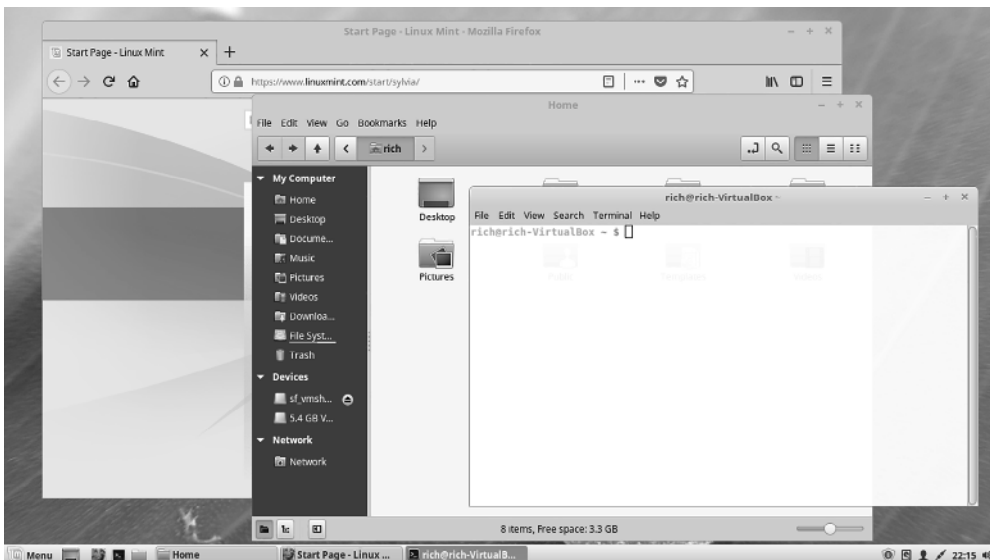 Start Page - Linux Mint - Mozilla Firefox
Start Page - Linux Mint
https://www.linuxmint.com/start/sylvia/
Home
File Edit View Go Bookmarks Help
rich
My Computer
Home
Desktop
Docume...
Music
Pictures
Videos
Downloa...
File Syst...
Trash
Devices
sf_vmsh...
5.4 GB V...
Network
Network
Desktop
Pictures
rich@rich-VirtualBox ~
File Edit View Search Terminal Help
rich@rich-VirtualBox ~ $
Public
Templates
Videos
8 items, Free space: 3.3 GB
Menu
Home
Start Page - Linux ...
rich@rich-VirtualB...
22:15